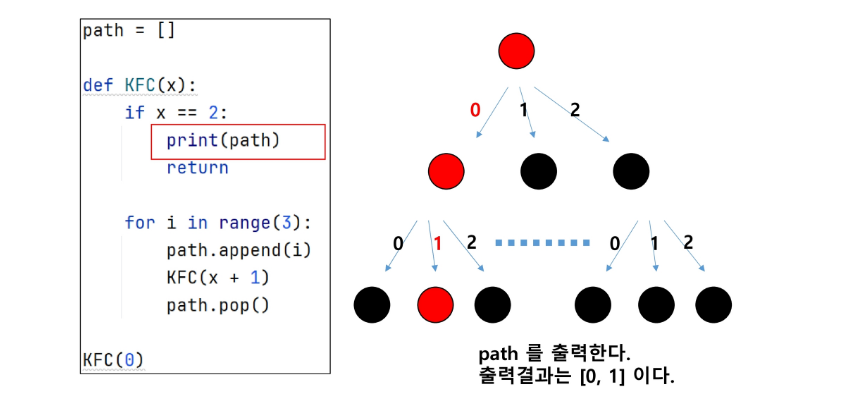 path = []
def KFC(x):
if x == 2:
print(path)
return
for i in range(3):
path.append(i)
KFC(x + 1)
path.pop()
KFC(0)
0 1 2
0 1 2 0 1 2
path 를 출력한다.
출력결과는 [0, 1] 이다.